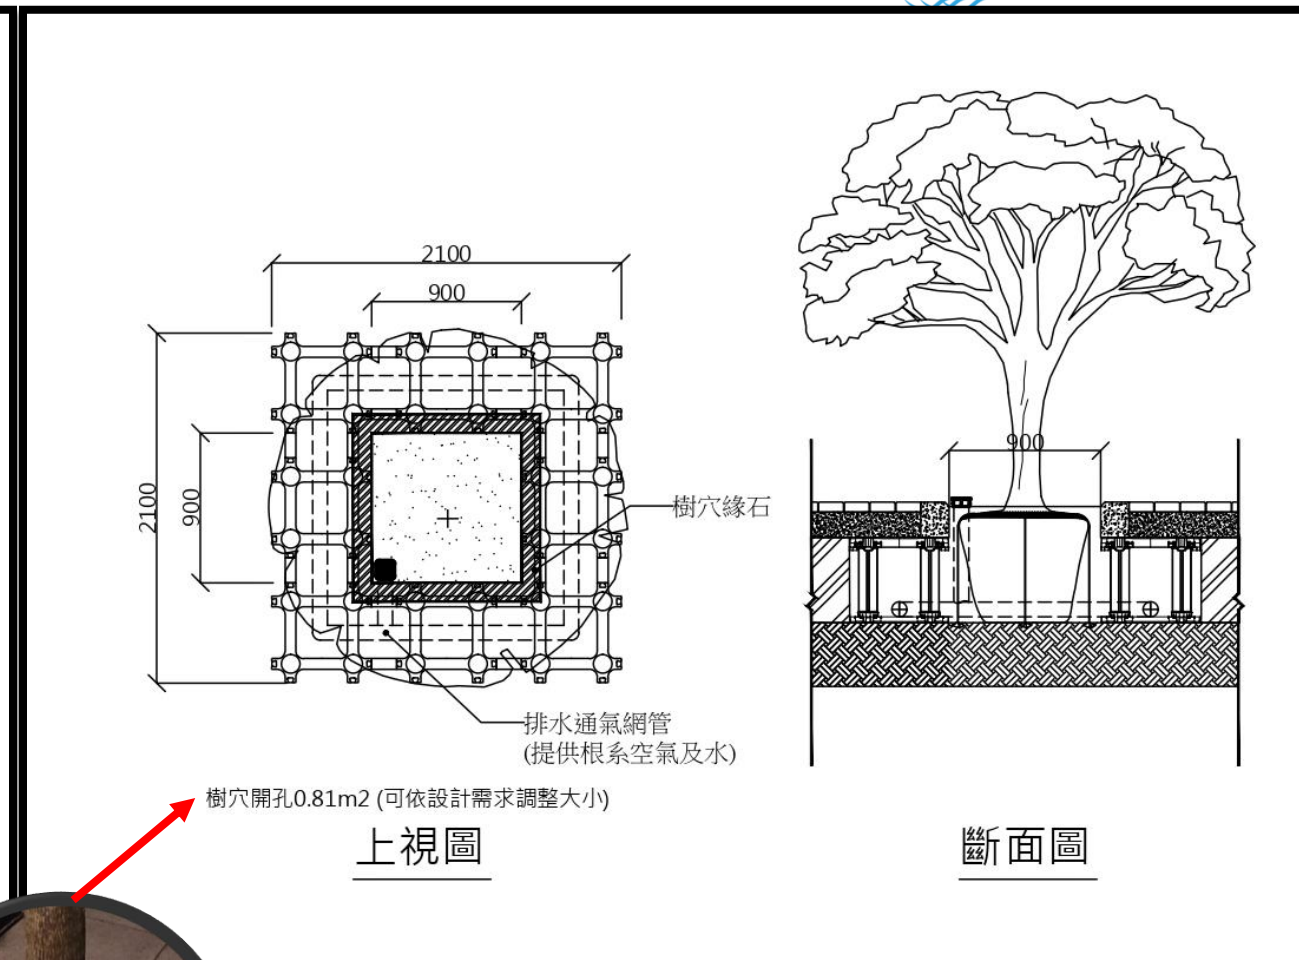 2100
900
2100
900
樹穴緣石
排水通氣網管
(提供根系空氣及水)
樹穴開孔0.81m2 (可依設計需求調整大小)
上視圖
900
斷面圖